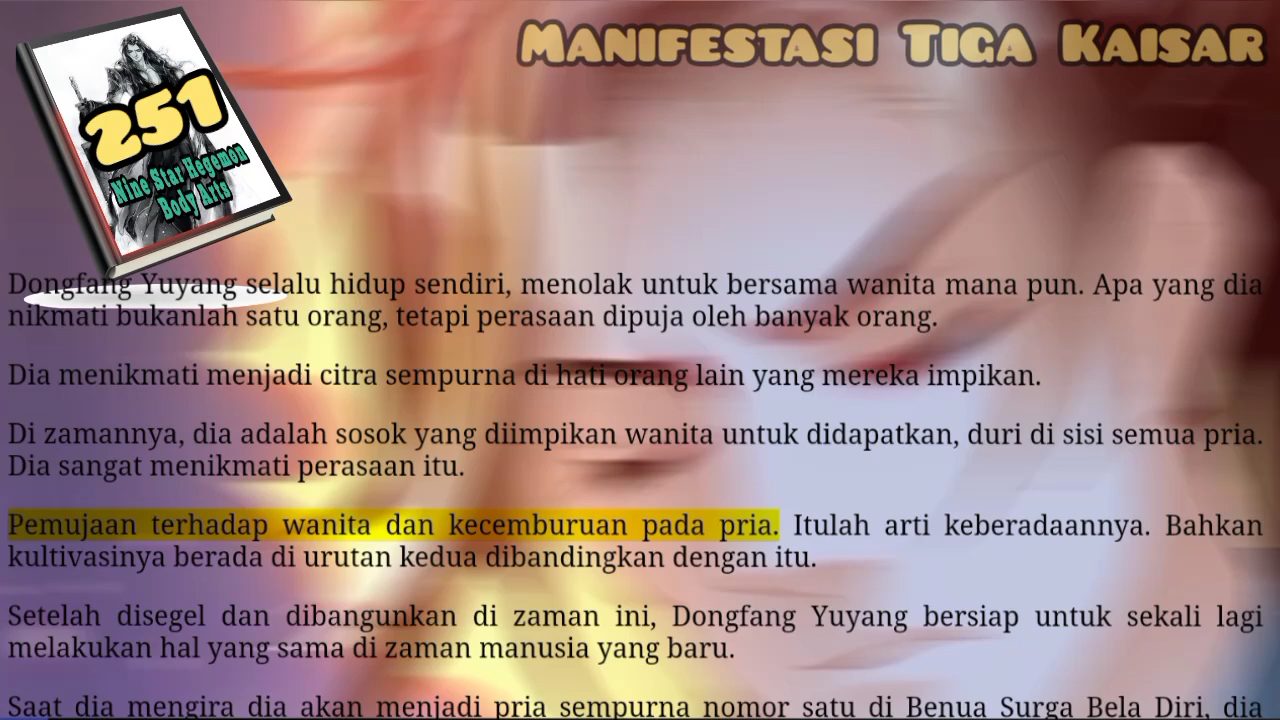 Manifestasi Tiga Kaisar
251
Nine Star Hegemon
Body Arts
Dongfang Yuyang selalu hidup sendiri, menolak untuk bersama wanita mana pun. Apa yang dia
nikmati bukanlah satu orang, tetapi perasaan dipuja oleh banyak orang.
Dia menikmati menjadi citra sempurna di hati orang lain yang mereka impikan.
Di zamannya, dia adalah sosok yang diimpikan wanita untuk didapatkan, duri di sisi semua pria.
Dia sangat menikmati perasaan itu.
Pemujaan terhadap wanita dan kecemburuan pada pria. Itulah arti keberadaannya. Bahkan
kultivasinya berada di urutan kedua dibandingkan dengan itu.
Setelah disegel dan dibangunkan di zaman ini, Dongfang Yuyang bersiap untuk sekali lagi
melakukan hal yang sama di zaman manusia yang baru.
Saat dia mengira dia akan menjadi pria sempurna nomor satu di Benua Surga Bela Diri, dia